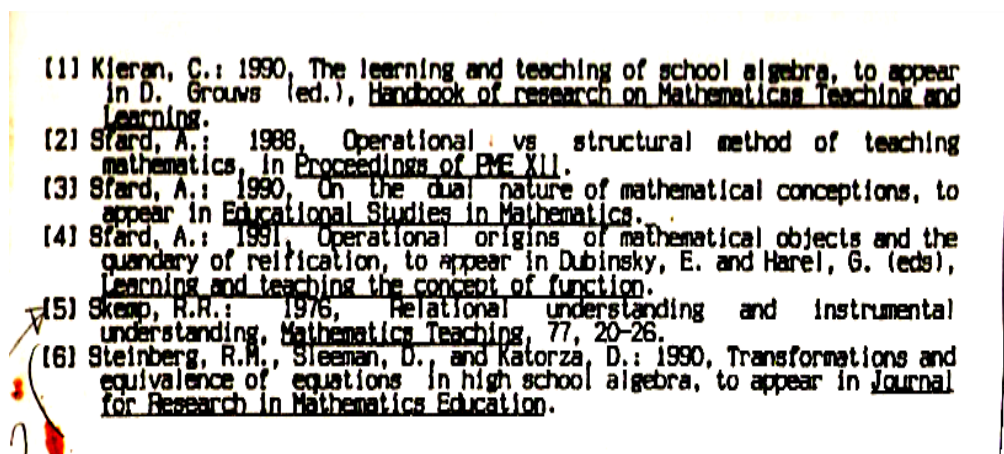 [1] Kieran, C.: 1990, The learning and teaching of school algebra, to appear
in D. Grouws (ed.), Handbook of research on Mathematicas Teaching and
Learning.
[2] Sfard, A.: 1988, Operational vs structural method of teaching
mathematics, in Proceedings of PME XII.
[3] Sfard, A.: 1990, On the dual nature of mathematical conceptions, to
appear in Educational Studies in Mathematics.
[4] Sfard, A.: 1991, Operational origins of mathematical objects and the
quandary of reification, to appear in Dubinsky, E. and Harel, G. (eds),
Learning and teaching the concept of function.
[5] Skemp, R.R.: 1976, Relational understanding and instrumental
understanding, Mathematics Teaching, 77, 20-26.
[6] Steinberg, R.M., Sleeman, D., and Katorza, D.: 1990, Transformations and
equivalence of equations in high school algebra, to appear in Journal
for Research in Mathematics Education.